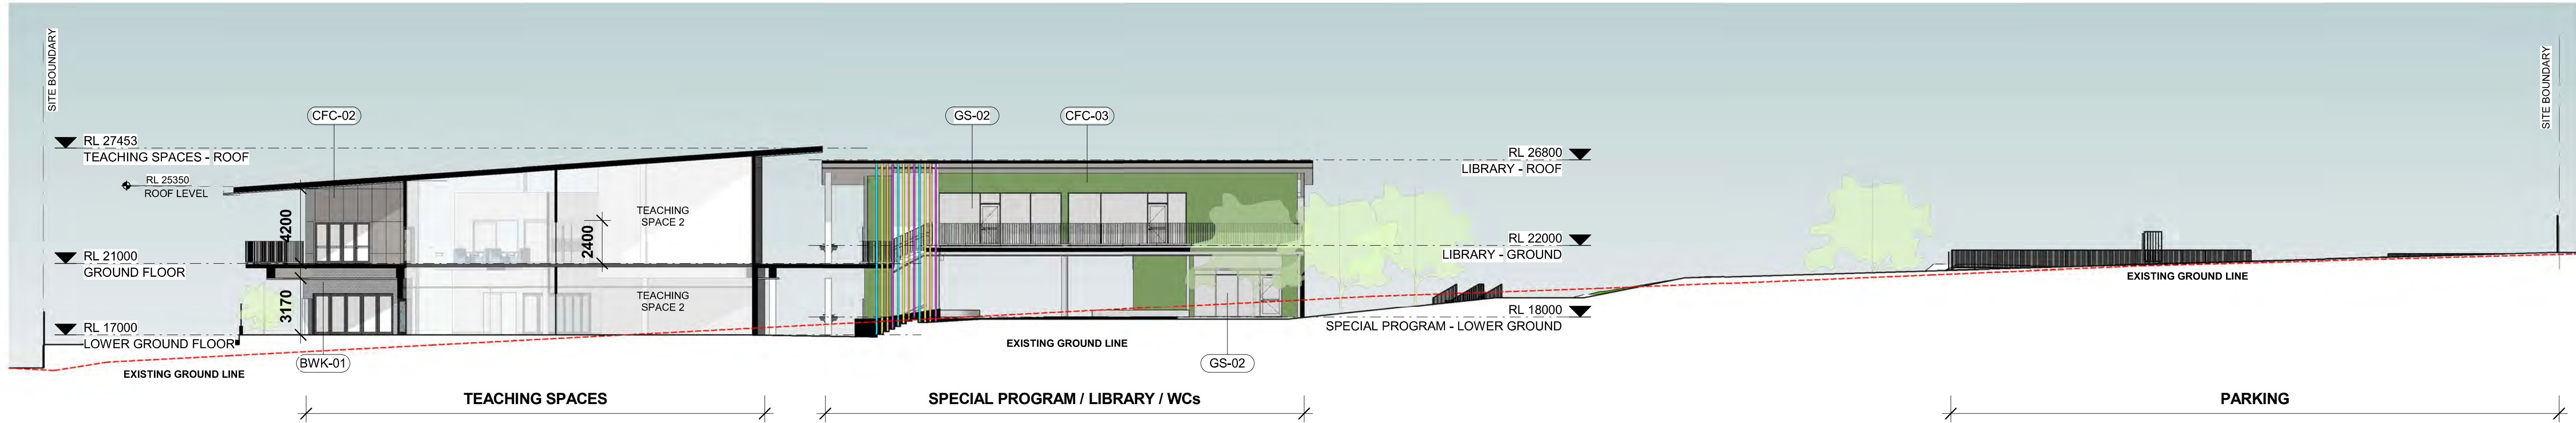 SITE BOUNDARY
CFC-02
RL 27453
TEACHING SPACES - ROOF
RL 25350
ROOF LEVEL
4200
TEACHING
SPACE 2
2400
RL 21000
GROUND FLOOR
3170
TEACHING
SPACE 2
RL 17000
LOWER GROUND FLOOR
BWK-01
EXISTING GROUND LINE
TEACHING SPACES
GS-02
CFC-03
RL 26800
LIBRARY - ROOF
RL 22000
LIBRARY - GROUND
RL 18000
SPECIAL PROGRAM - LOWER GROUND
EXISTING GROUND LINE
GS-02
SPECIAL PROGRAM / LIBRARY / WCs
SITE BOUNDARY
EXISTING GROUND LINE
PARKING